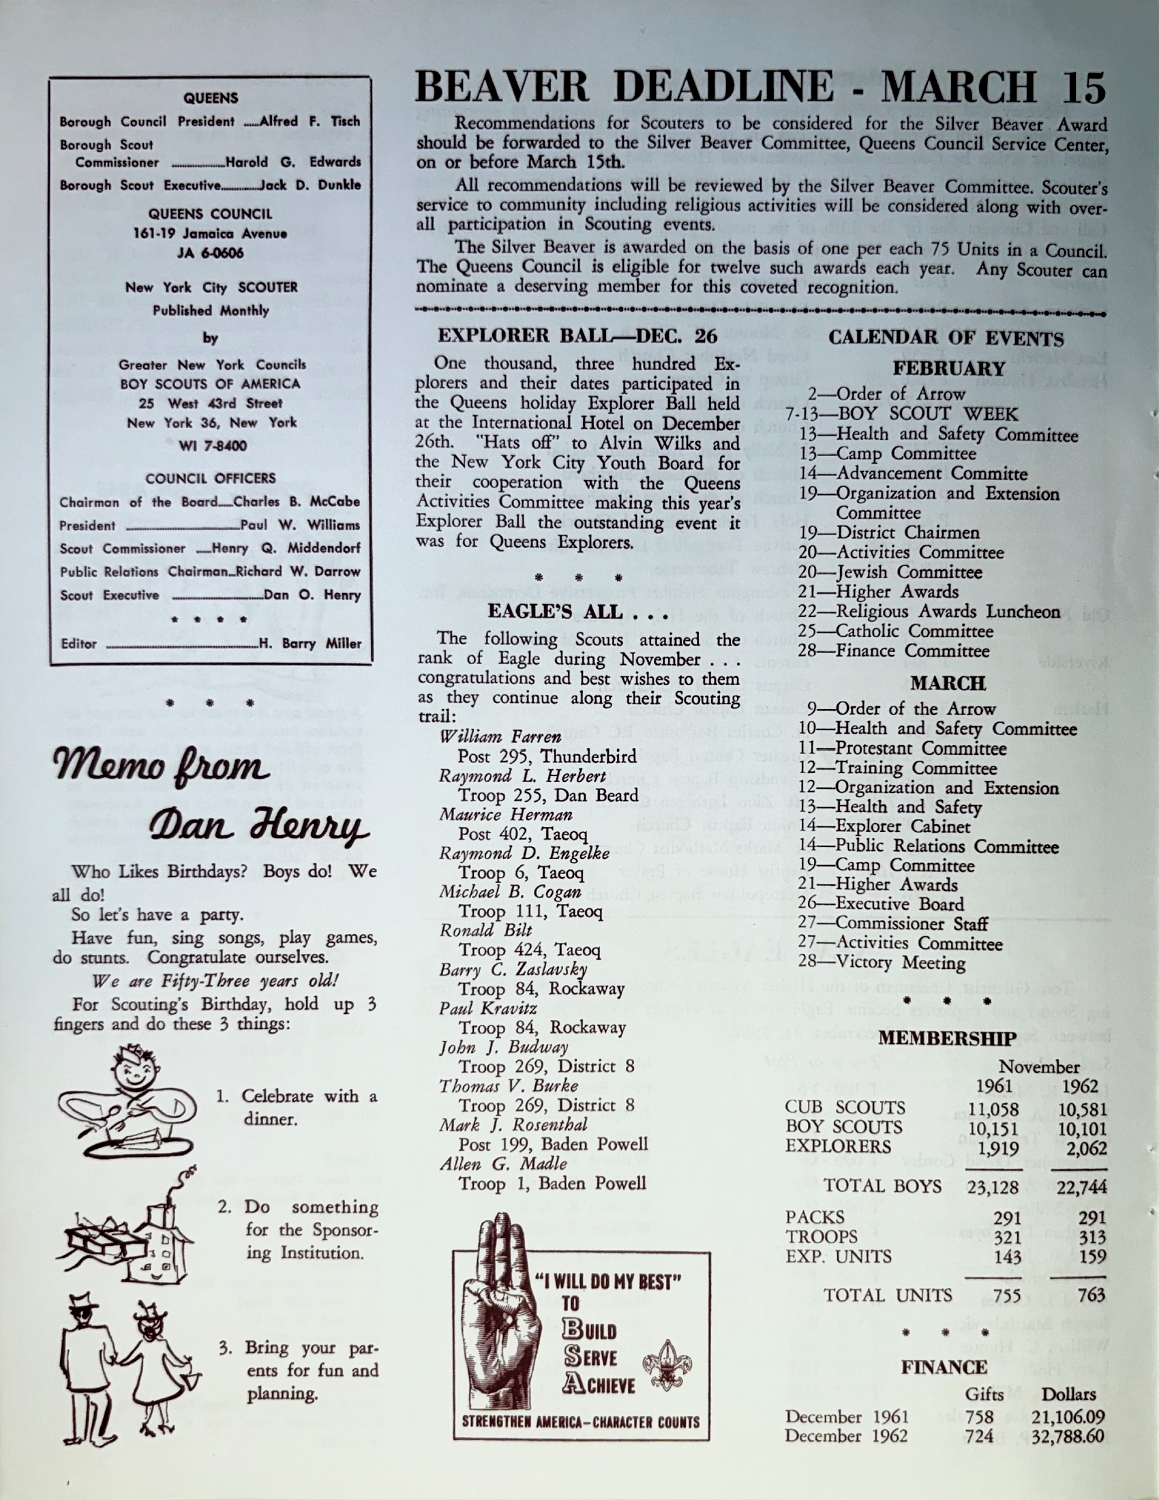 QUEENS
Borough Council President .....Alfred F. Tisch
Borough Scout
Commissioner ..................Harold G. Edwards
Borough Scout Executive.............Jack D. Dunkle
QUEENS COUNCIL
161-19 Jamaica Avenue
JA 6-0606
New York City SCOUTER
Published Monthly
by
Greater New York Councils
BOY SCOUTS OF AMERICA
25 West 43rd Street
New York 36, New York
WI 7-8400
COUNCIL OFFICERS
Chairman of the Board.....Charles B. McCabe
President ......................................Paul W. Williams
Scout Commissioner .....Henry Q. Middendorf
Public Relations Chairman..Richard W. Darrow
Scout Executive ..............................Dan O. Henry
* * * *
Editor ..................................................H. Barry Miller
* * *
Memo from
Dan Henry
Who Likes Birthdays? Boys do! We
all do!
So let's have a party.
Have fun, sing songs, play games,
do stunts. Congratulate ourselves.
We are Fifty-Three years old!
For Scouting's Birthday, hold up 3
fingers and do these 3 things:
1. Celebrate with a
dinner.
2. Do something
for the Sponsor-
ing Institution.
3. Bring your par-
ents for fun and
planning.
BEAVER DEADLINE - MARCH 15
Recommendations for Scouters to be considered for the Silver Beaver Award
should be forwarded to the Silver Beaver Committee, Queens Council Service Center,
on or before March 15th.
All recommendations will be reviewed by the Silver Beaver Committee. Scouter's
service to community including religious activities will be considered along with over-
all participation in Scouting events.
The Silver Beaver is awarded on the basis of one per each 75 Units in a Council.
The Queens Council is eligible for twelve such awards each year. Any Scouter can
nominate a deserving member for this coveted recognition.
EXPLORER BALL—DEC. 26
One thousand, three hundred Ex-
plorers and their dates participated in
the Queens holiday Explorer Ball held
at the International Hotel on December
26th. "Hats off" to Alvin Wilks and
the New York City Youth Board for
their cooperation with the Queens
Activities Committee making this year's
Explorer Ball the outstanding event it
was for Queens Explorers.
* * *
EAGLE'S ALL . . .
The following Scouts attained the
rank of Eagle during November . . .
congratulations and best wishes to them
as they continue along their Scouting
trail:
William Farren
Post 295, Thunderbird
Raymond L. Herbert
Troop 255, Dan Beard
Maurice Herman
Post 402, Taeoq
Raymond D. Engelke
Troop 6, Taeoq
Michael B. Cogan
Troop 111, Taeoq
Ronald Bilt
Troop 424, Taeoq
Barry C. Zaslavsky
Troop 84, Rockaway
Paul Kravitz
Troop 84, Rockaway
John J. Budway
Troop 269, District 8
Thomas V. Burke
Troop 269, District 8
Mark J. Rosenthal
Post 199, Baden Powell
Allen G. Madle
Troop 1, Baden Powell
"I WILL DO MY BEST"
TO
BUILD
SERVE
ACHIEVE
STRENGTHEN AMERICA—CHARACTER COUNTS
CALENDAR OF EVENTS
FEBRUARY
2—Order of Arrow
7-13—BOY SCOUT WEEK
13—Health and Safety Committee
13—Camp Committee
14—Advancement Committe
19—Organization and Extension
Committee
19—District Chairmen
20—Activities Committee
20—Jewish Committee
21—Higher Awards
22—Religious Awards Luncheon
25—Catholic Committee
28—Finance Committee
MARCH
9—Order of the Arrow
10—Health and Safety Committee
11—Protestant Committee
12—Training Committee
12—Organization and Extension
13—Health and Safety
14—Explorer Cabinet
14—Public Relations Committee
19—Camp Committee
21—Higher Awards
26—Executive Board
27—Commissioner Staff
27—Activities Committee
28—Victory Meeting
* * *
MEMBERSHIP
November
1961 1962
CUB SCOUTS 11,058 10,581
BOY SCOUTS 10,151 10,101
EXPLORERS 1,919 2,062
TOTAL BOYS 23,128 22,744
PACKS 291 291
TROOPS 321 313
EXP. UNITS 143 159
TOTAL UNITS 755 763
* * *
FINANCE
Gifts Dollars
December 1961 758 21,106.09
December 1962 724 32,788.60